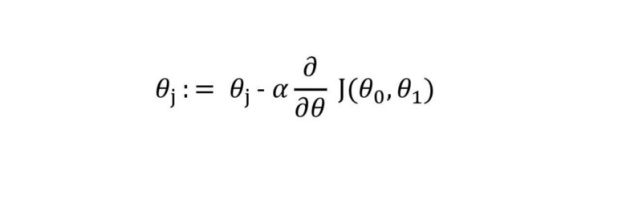 θj := θj - α ∂/∂θ J(θ0,θ1)